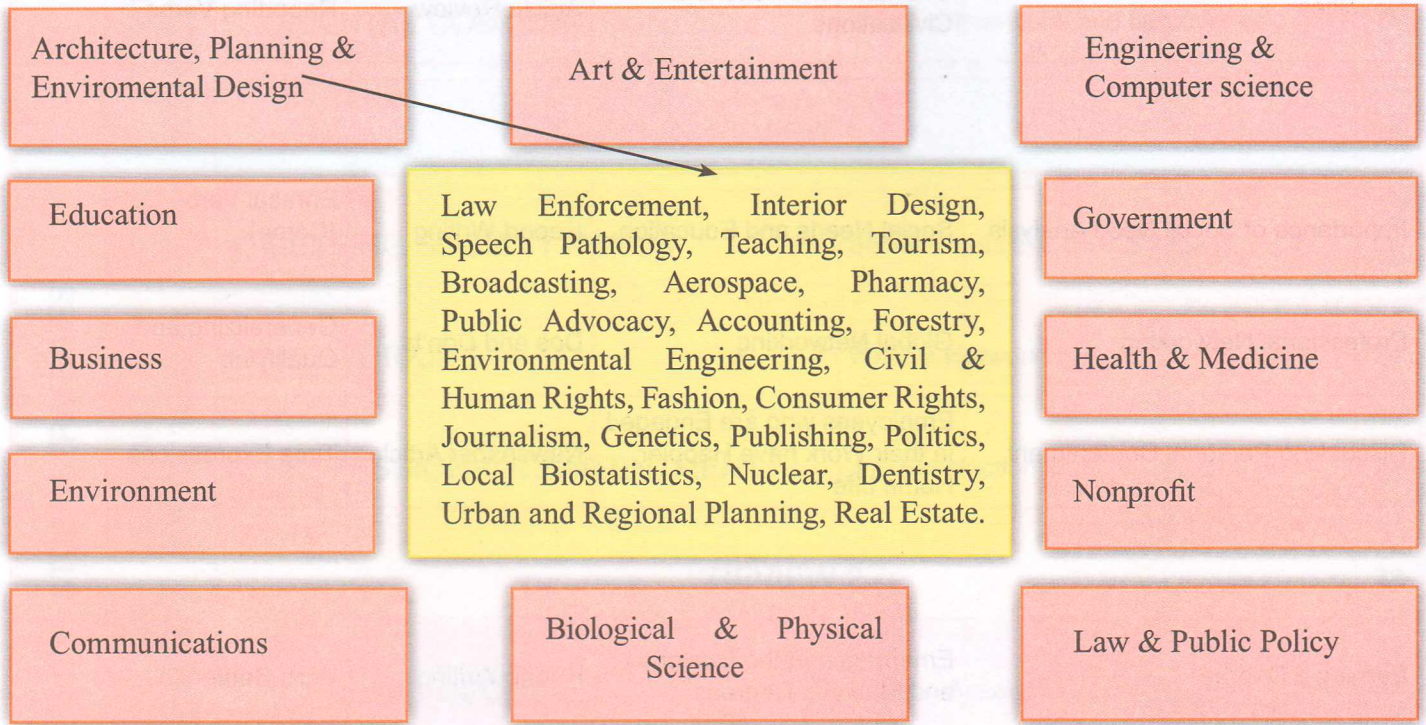 Architecture, Planning &
Enviromental Design
Art & Entertainment
Engineering &
Computer science
Education
Law Enforcement, Interior Design,
Speech Pathology, Teaching, Tourism,
Broadcasting, Aerospace, Pharmacy,
Public Advocacy, Accounting, Forestry,
Environmental Engineering, Civil &
Human Rights, Fashion, Consumer Rights,
Journalism, Genetics, Publishing, Politics,
Local Biostatistics, Nuclear, Dentistry,
Urban and Regional Planning, Real Estate.
Government
Business
Health & Medicine
Environment
Nonprofit
Communications
Biological & Physical
Science
Law & Public Policy